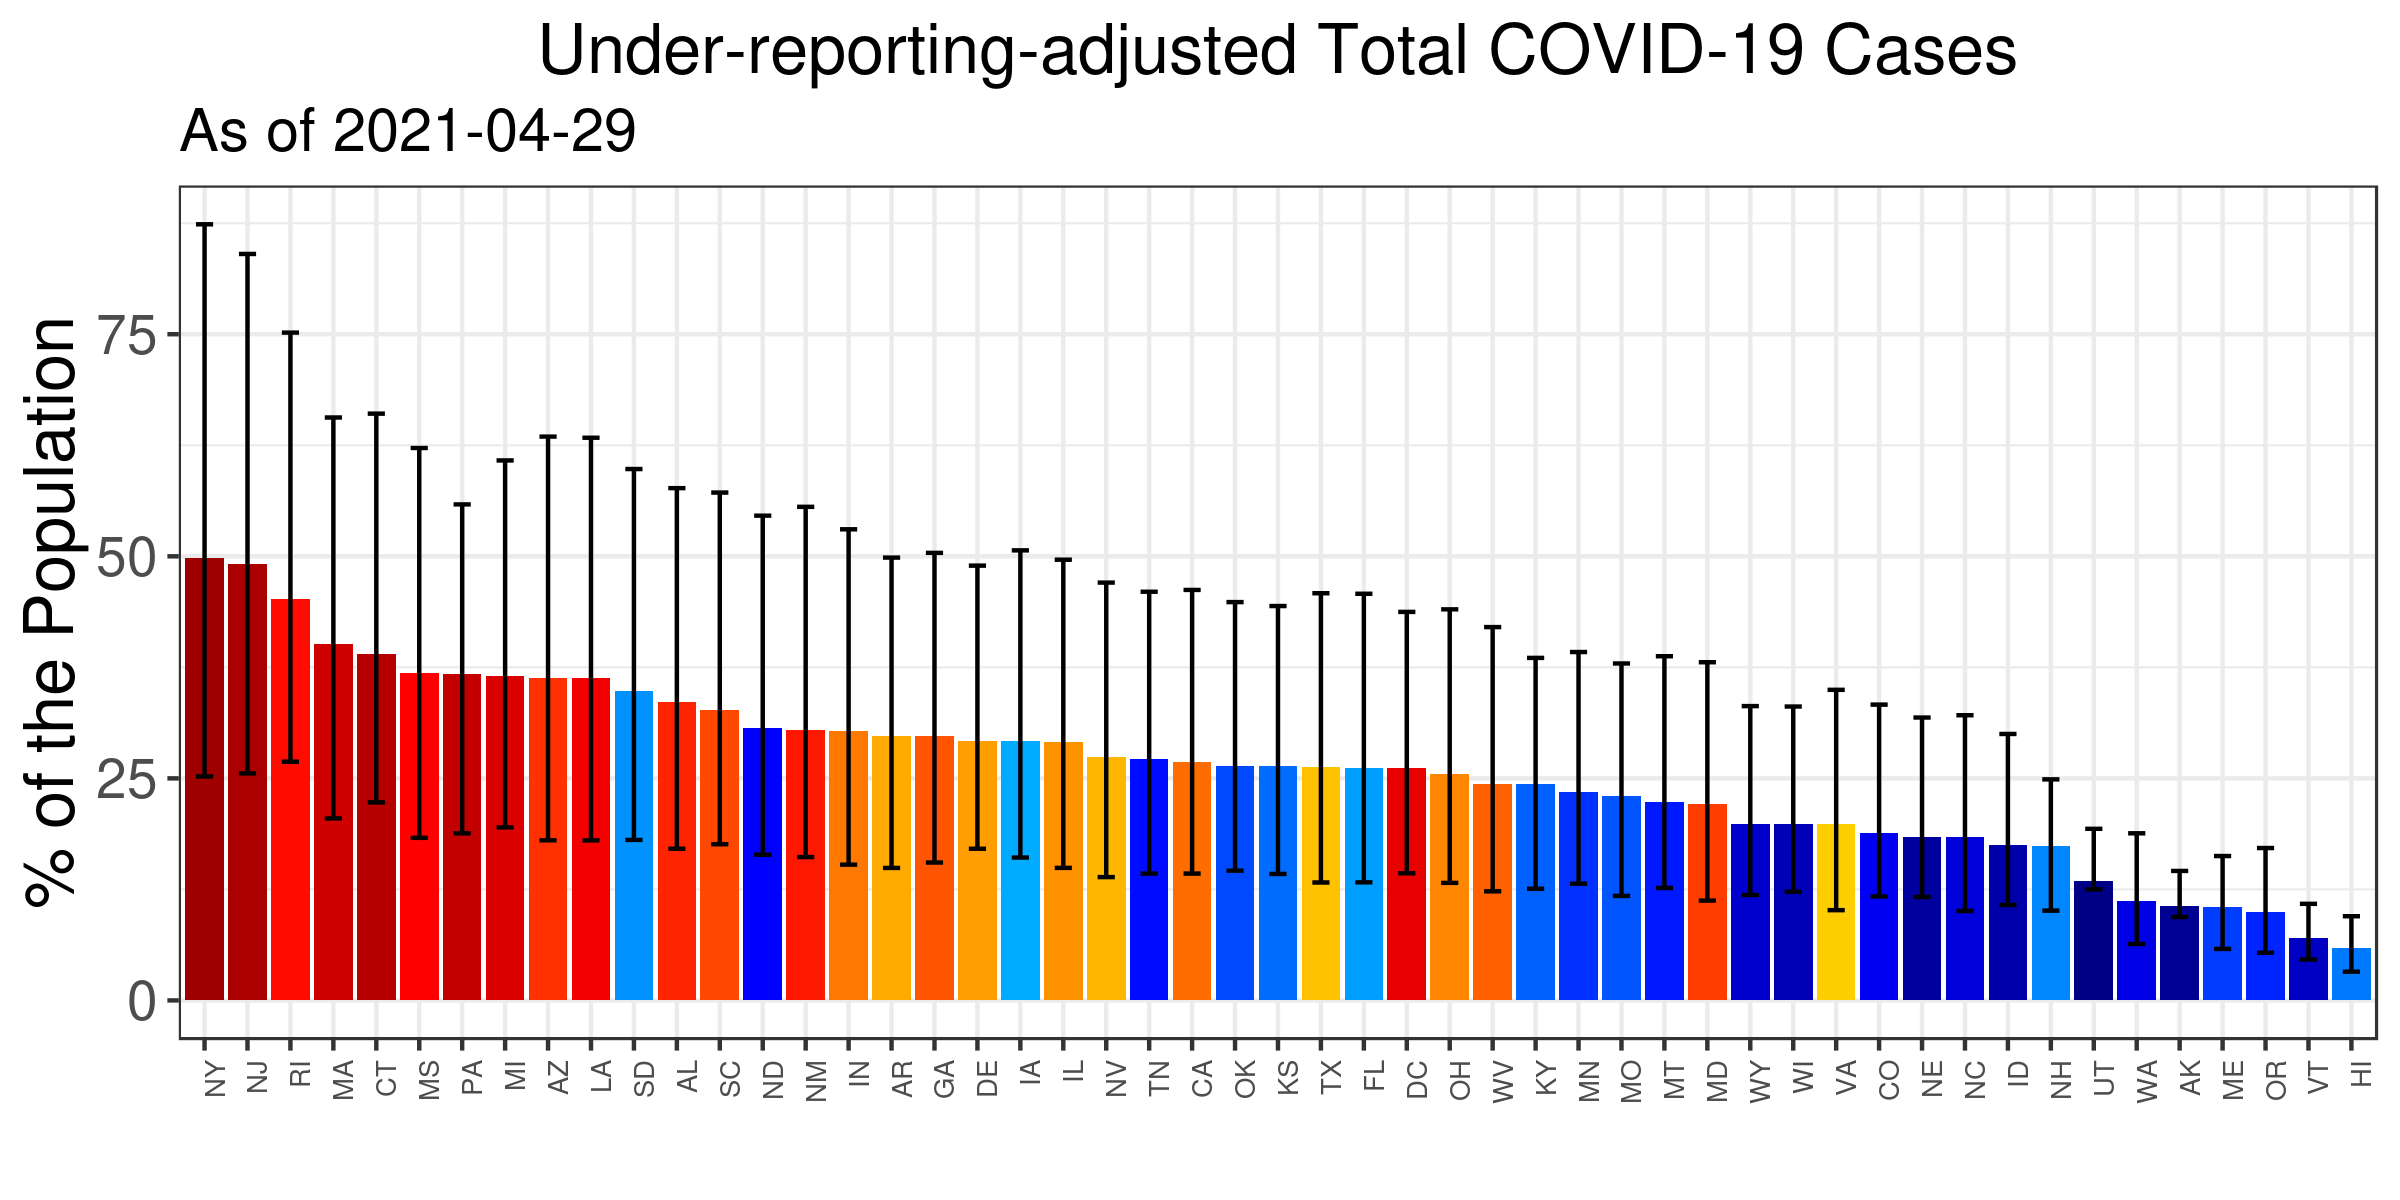 Under-reporting-adjusted Total COVID-19 Cases
As of 2021-04-29
% of the Population
75
50
25
0
NY NJ RI MA CT MS PA MI AZ LA SD AL SC ND NM IN AR GA DE IA IL NV TN CA OK KS TX FL DC OH WV KY MN MO MT MD WY WI VA CO NE NC ID NH UT WA AK ME OR VT HI